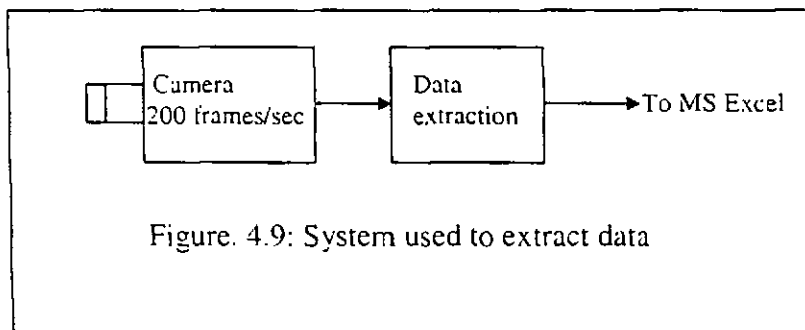 Camera
200 frames/sec
Data
extraction
To MS Excel
Figure. 4.9: System used to extract data